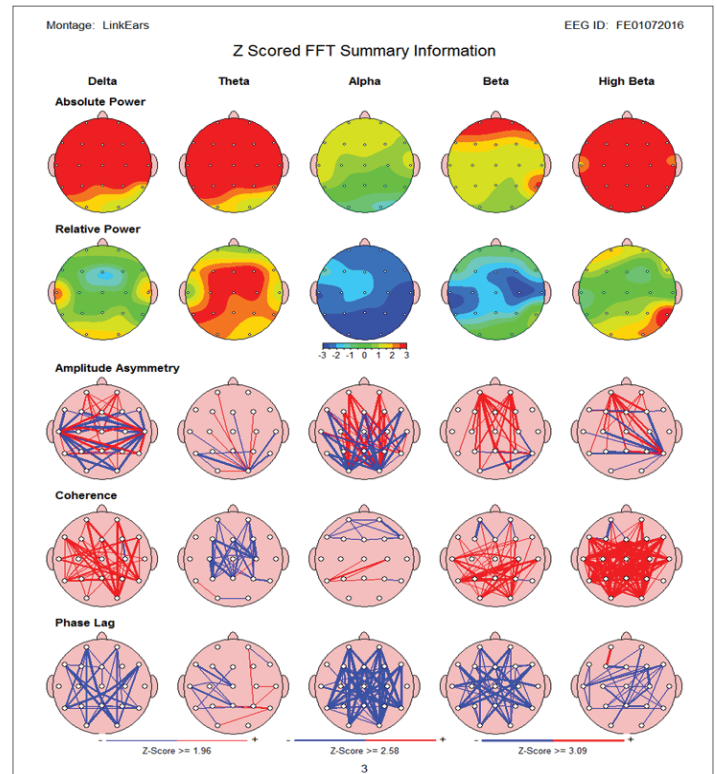 Montage: LinkEars EEG ID: FE01072016
Z Scored FFT Summary Information
Delta Theta Alpha Beta High Beta
Absolute Power
Relative Power
-3 -2 -1 0 1 2 3
Amplitude Asymmetry
Coherence
Phase Lag
- + - + - +
Z-Score >= 1.96 Z-Score >= 2.58 Z-Score >= 3.09
3